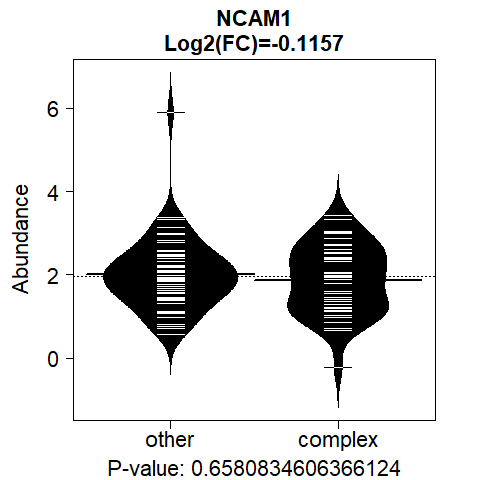 NCAM1
Log2(FC)=-0.1157
Abundance
6
4
2
0
other complex
P-value: 0.6580834606366124